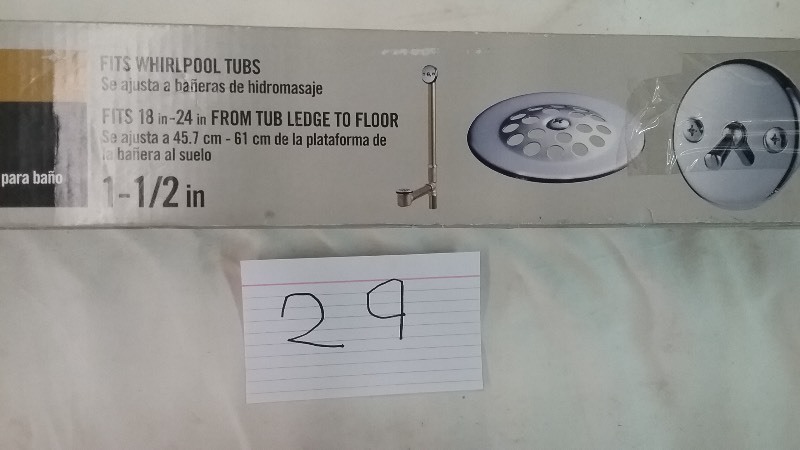 FITS WHIRLPOOL TUBS
Se ajusta a bañeras de hidromasaje
FITS 18 in-24 in FROM TUB LEDGE TO FLOOR
Se ajusta a 45.7 cm - 61 cm de la plataforma de
la bañera al suelo
para baño
1-1/2 in
29